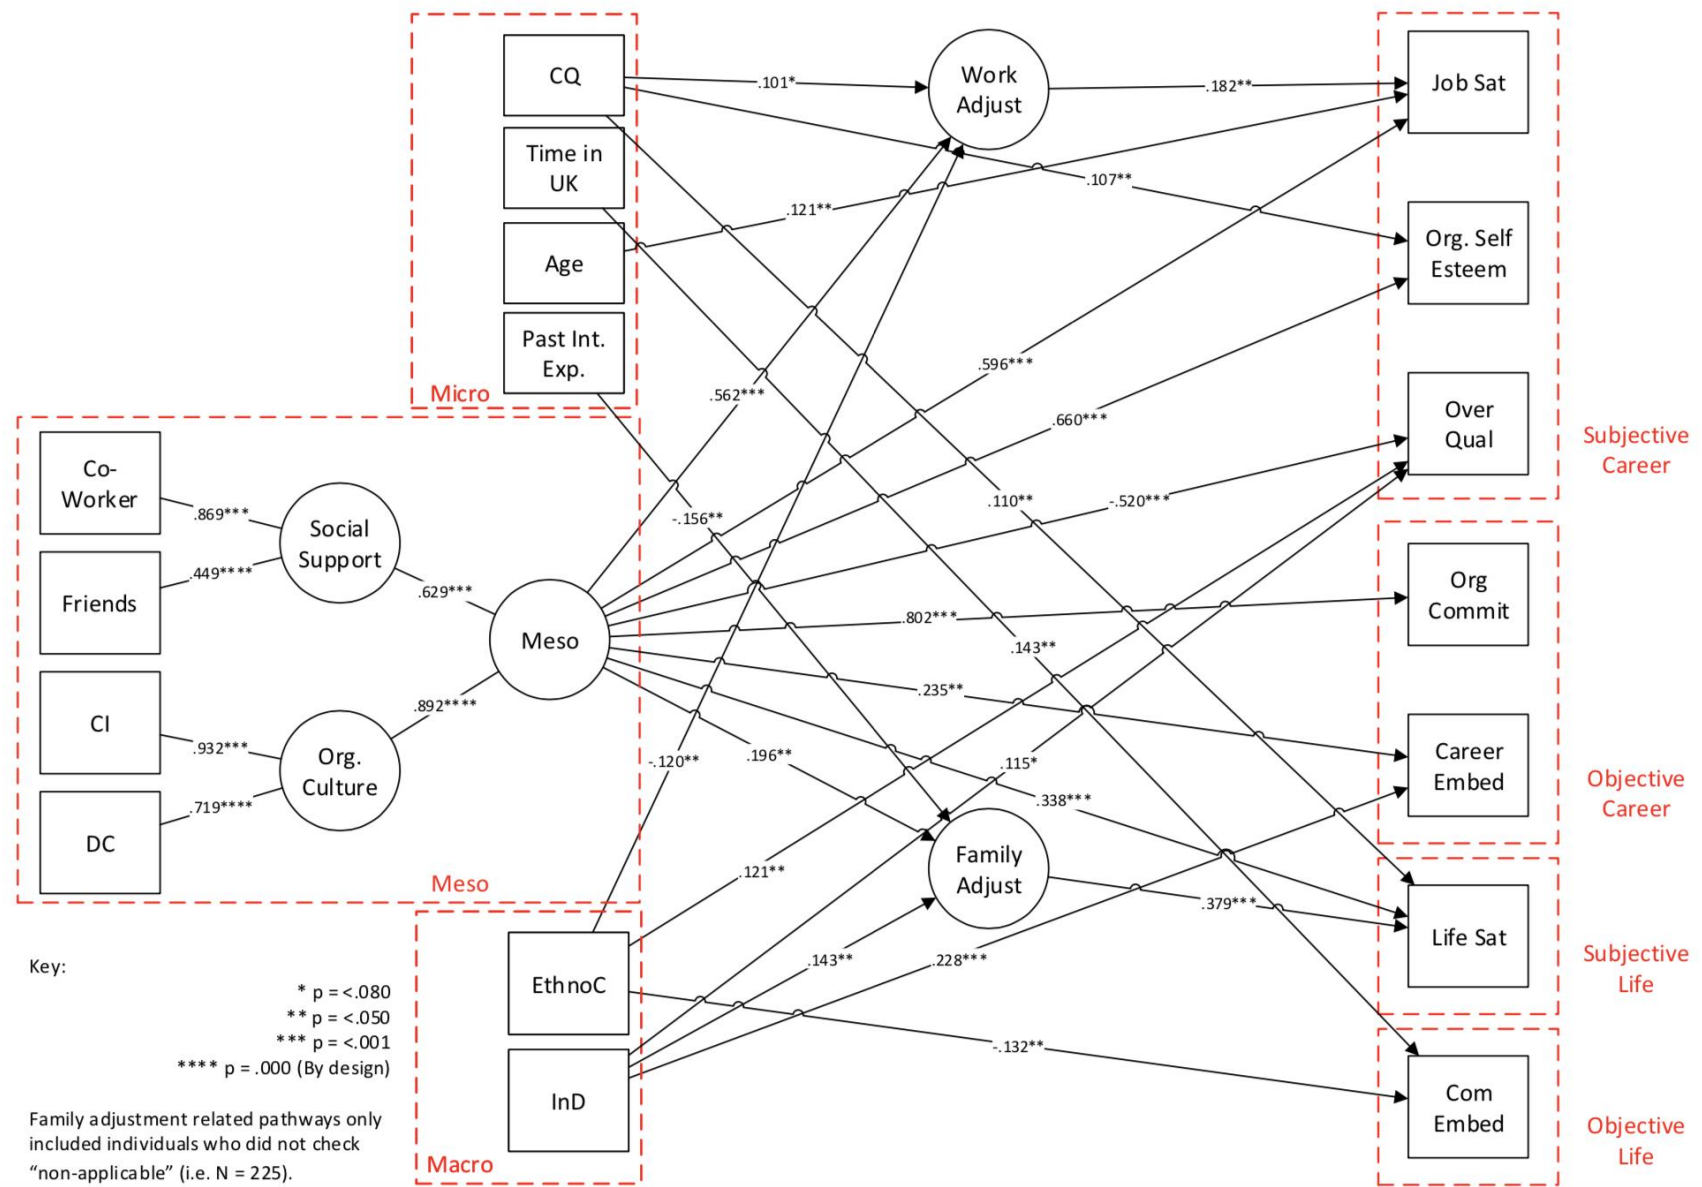 CQ
Time in
UK
Age
Past Int.
Exp.
Micro
Co-
Worker
Friends
CI
DC
Social
Support
Org.
Culture
Meso
Meso
EthnoC
InD
Macro
Work
Adjust
Family
Adjust
Job Sat
Org. Self
Esteem
Over
Qual
Subjective
Career
Org
Commit
Career
Embed
Objective
Career
Life Sat
Subjective
Life
Com
Embed
Objective
Life
.101*
.182**
.107**
.121**
.596***
.562***
.660***
.110**
-.520***
-.156**
.869***
.449****
.629***
.802***
.143**
.235**
.892****
.932***
.719****
-.120**
.196**
.115*
.338***
.121**
.379***
.143**
.228***
-.132**
Key:
* p = <.080
** p = <.050
*** p = <.001
**** p = .000 (By design)
Family adjustment related pathways only
included individuals who did not check
“non-applicable” (i.e. N = 225).